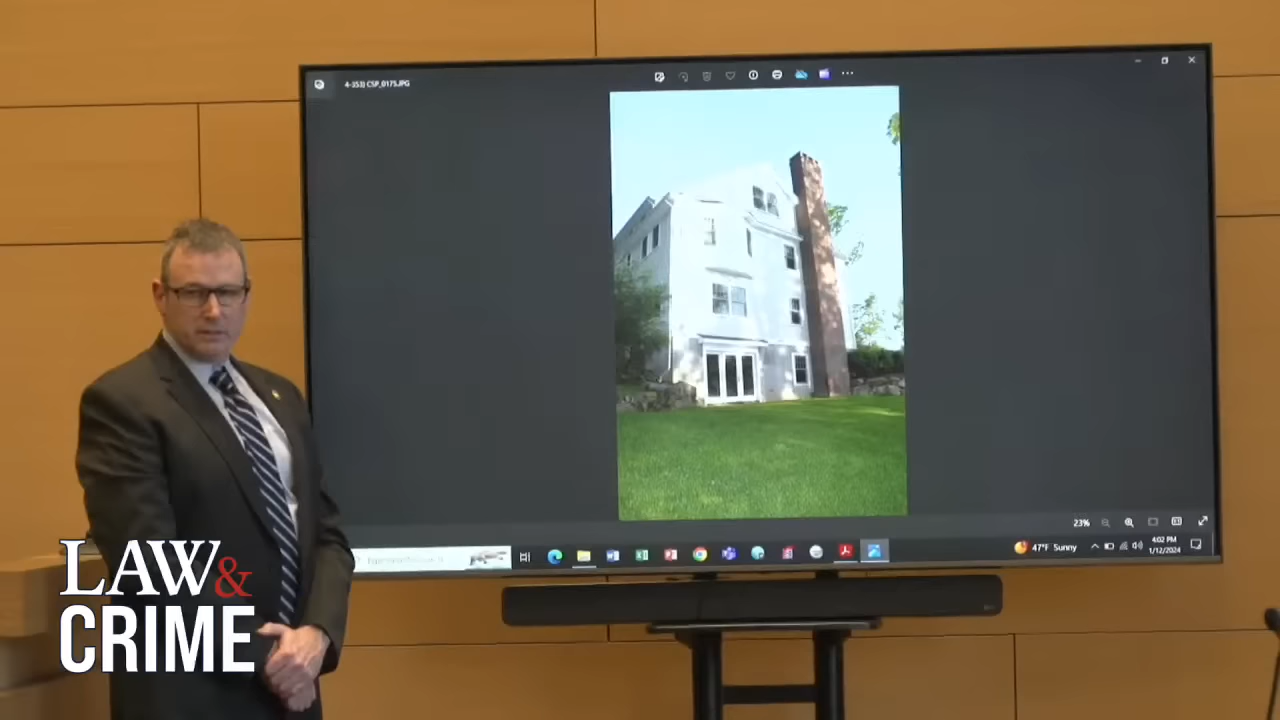 4-353) CSP_0175.JPG
23%
47°F Sunny
4:02 PM
1/12/2024
LAW&
CRIME